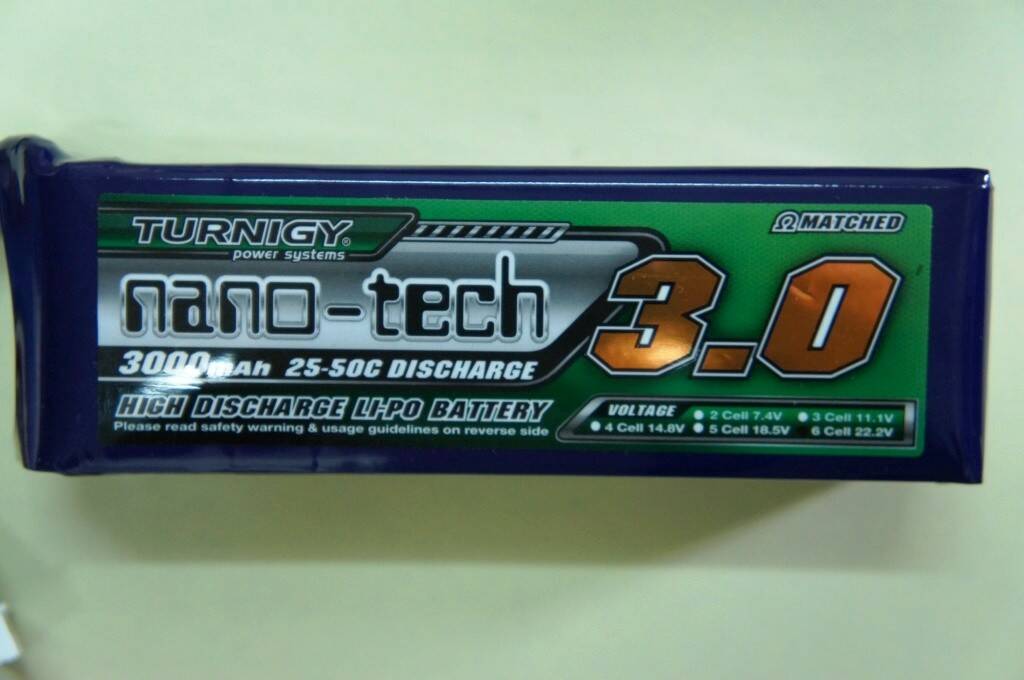 TURNIGY®
power systems
ΩMATCHED
nano-tech
3.0
3000mAh 25-50C DISCHARGE
HIGH DISCHARGE LI-PO BATTERY
Please read safety warning & usage guidelines on reverse side
VOLTAGE 2 Cell 7.4V 3 Cell 11.1V
4 Cell 14.8V 5 Cell 18.5V 6 Cell 22.2V